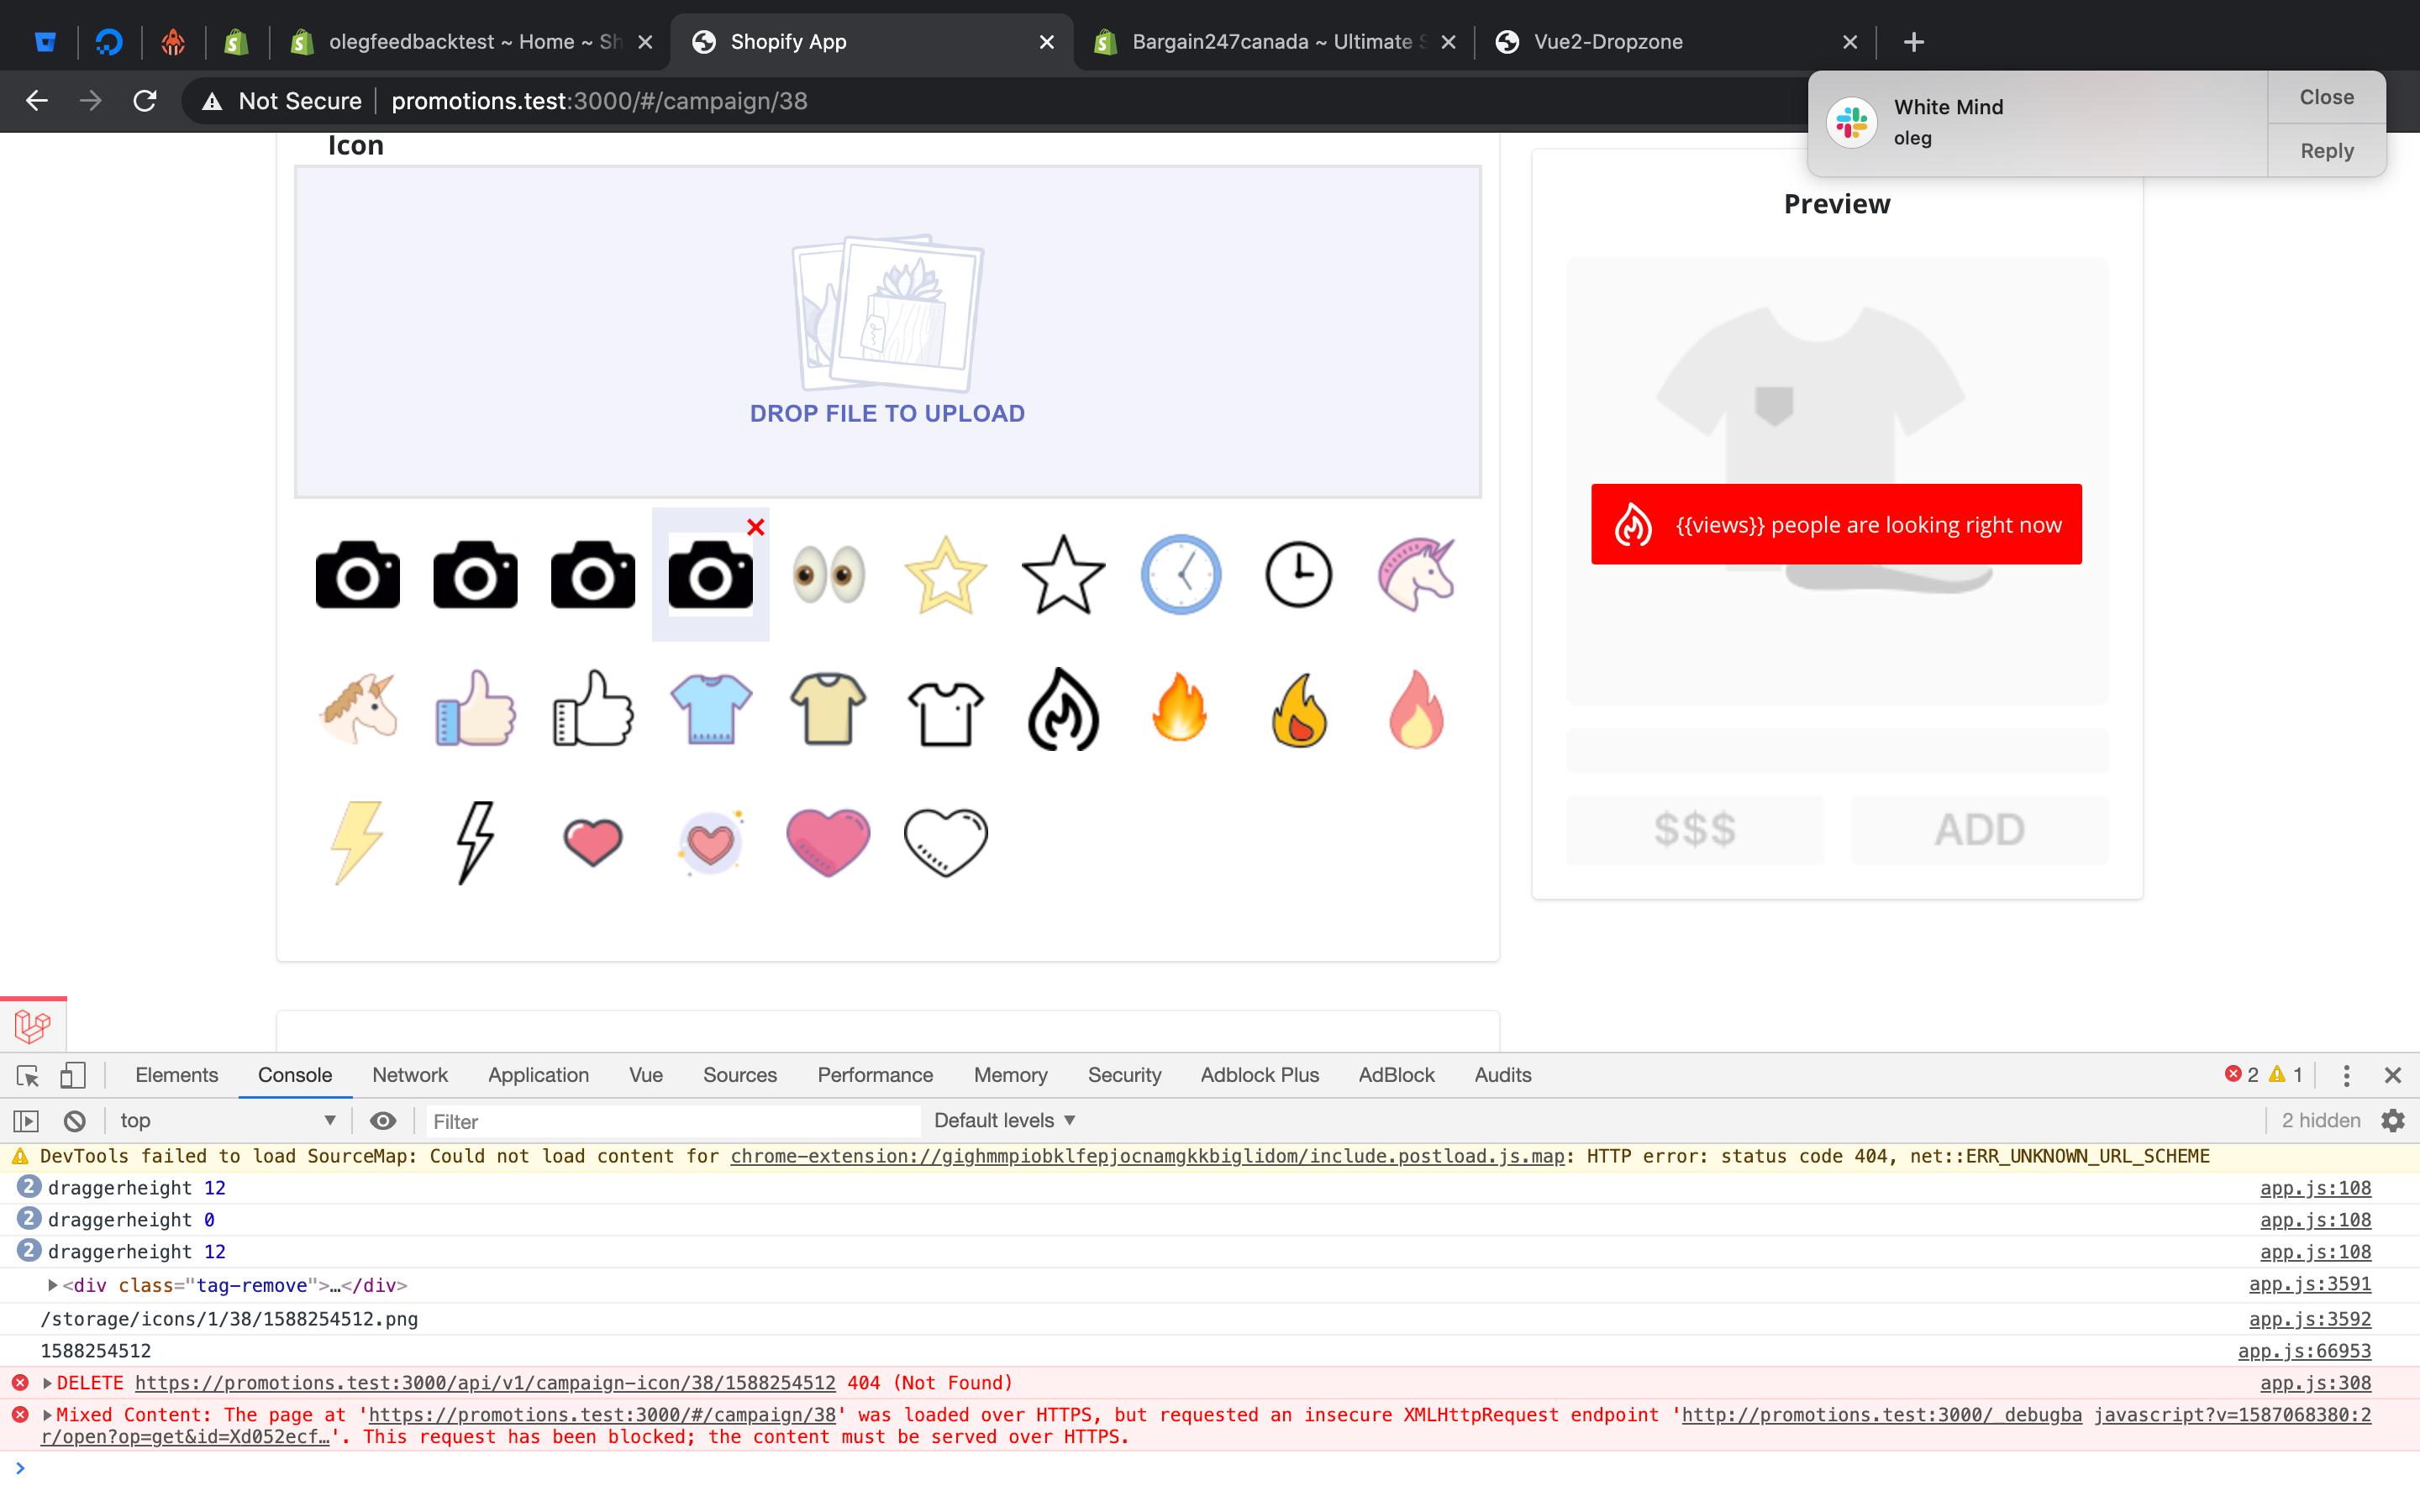 olegfeedbacktest ~ Home ~ Sh
Shopify App
Bargain247canada ~ Ultimate S
Vue2-Dropzone
Not Secure
promotions.test:3000/#/campaign/38
White Mind
oleg
Close
Reply
Icon
DROP FILE TO UPLOAD
Preview
{{views}} people are looking right now
$$$
ADD
Elements
Console
Network
Application
Vue
Sources
Performance
Memory
Security
Adblock Plus
AdBlock
Audits
2
1
top
Filter
Default levels
2 hidden
DevTools failed to load SourceMap: Could not load content for chrome-extension://gighmmpiobklfepjocnamgkkbiglidom/include.postload.js.map: HTTP error: status code 404, net::ERR_UNKNOWN_URL_SCHEME
2 draggerheight 12 app.js:108
2 draggerheight 0 app.js:108
2 draggerheight 12 app.js:108
<div class="tag-remove">…</div> app.js:3591
/storage/icons/1/38/1588254512.png app.js:3592
1588254512 app.js:66953
DELETE https://promotions.test:3000/api/v1/campaign-icon/38/1588254512 404 (Not Found) app.js:308
Mixed Content: The page at 'https://promotions.test:3000/#/campaign/38' was loaded over HTTPS, but requested an insecure XMLHttpRequest endpoint 'http://promotions.test:3000/_debugba javascript?v=1587068380:2
r/open?op=get&id=Xd052ecf…'. This request has been blocked; the content must be served over HTTPS.